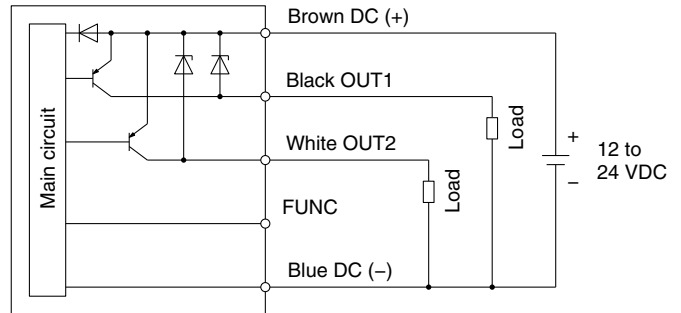 Brown DC (+)
Main circuit
Black OUT1
Load
White OUT2
Load
+
12 to
24 VDC
−
FUNC
Blue DC (−)